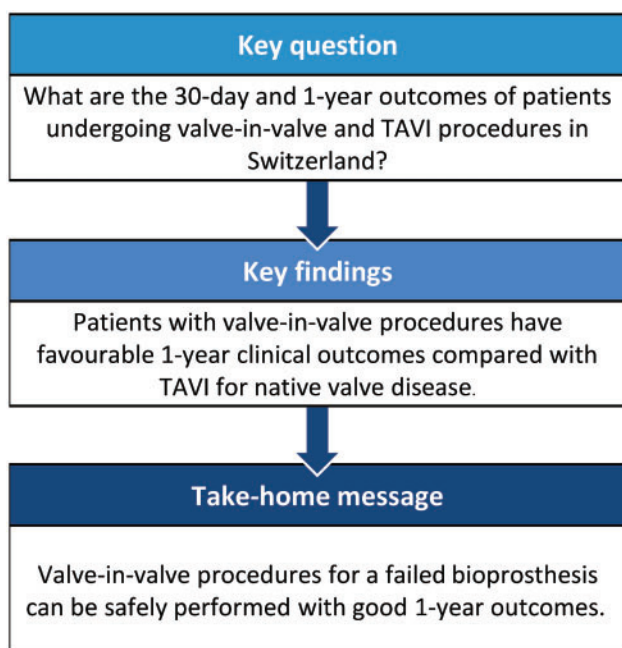 Key question
What are the 30-day and 1-year outcomes of patients
undergoing valve-in-valve and TAVI procedures in
Switzerland?
Key findings
Patients with valve-in-valve procedures have
favourable 1-year clinical outcomes compared with
TAVI for native valve disease.
Take-home message
Valve-in-valve procedures for a failed bioprosthesis
can be safely performed with good 1-year outcomes.